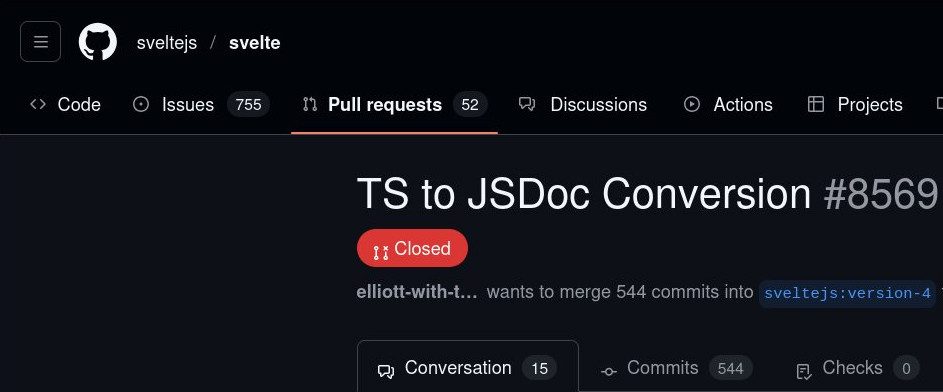 sveltejs / svelte
Code Issues 755 Pull requests 52 Discussions Actions Projects
TS to JSDoc Conversion #8569
Closed
elliott-with-t... wants to merge 544 commits into sveltejs:version-4
Conversation 15 Commits 544 Checks 0